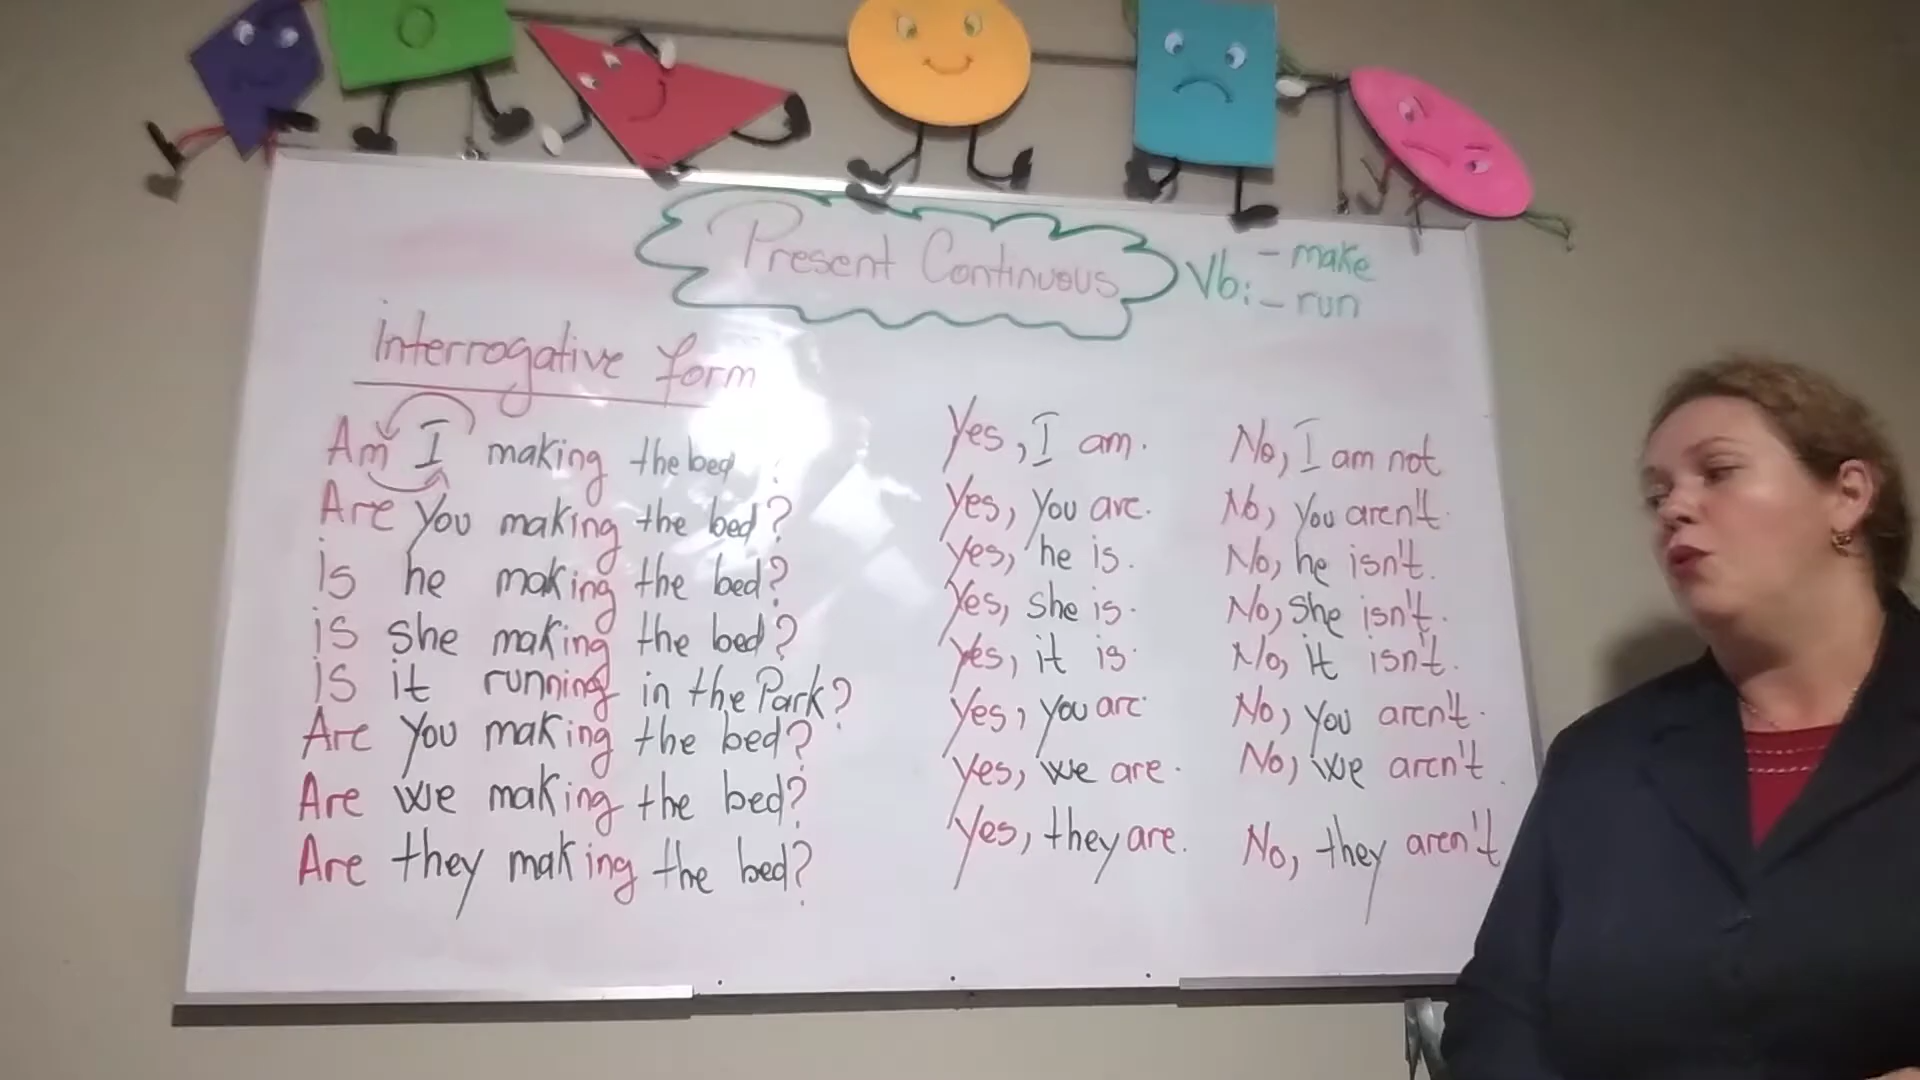 Present Continuous
Vb: - make
- run
Interrogative form
Am I making the bed ? Yes, I am. No, I am not
Are you making the bed? Yes, you are. No, you aren't.
is he making the bed? Yes, he is. No, he isn't.
is she making the bed? Yes, she is. No, she isn't.
is it running in the Park? Yes, it is. No, it isn't.
Are you making the bed? Yes, you are No, you aren't.
Are we making the bed? Yes, we are. No, we aren't.
Are they making the bed? Yes, they are. No, they aren't